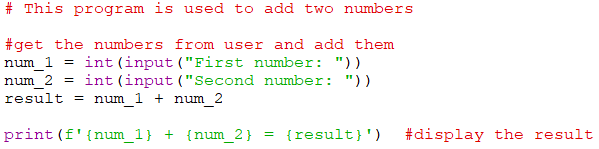 # This program is used to add two numbers
#get the numbers from user and add them
num_1 = int(input("First number: "))
num_2 = int(input("Second number: "))
result = num_1 + num_2
print(f'{num_1} + {num_2} = {result}')  #display the result